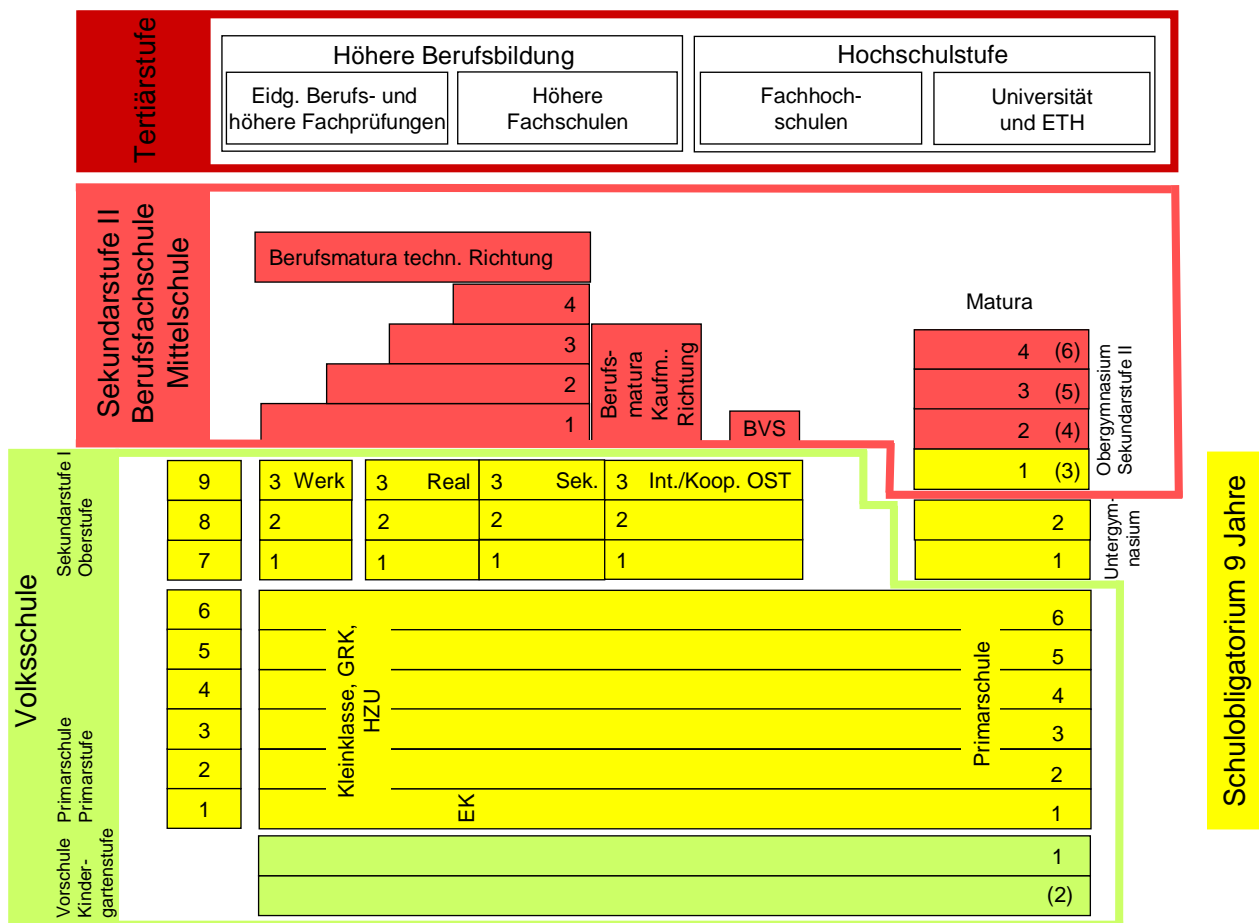 Tertiärstufe
Höhere Berufsbildung
Eidg. Berufs- und
höhere Fachprüfungen
Höhere
Fachschulen
Hochschulstufe
Fachhoch-
schulen
Universität
und ETH
Sekundarstufe II
Berufsfachschule
Mittelschule
Berufsmatura techn. Richtung
4
3
2
1
Berufs-
matura
Kaufm..
Richtung
BVS
Matura
4 (6)
3 (5)
2 (4)
1 (3)
Obergymnasium
Sekundarstufe II
2
1
Untergym-
nasium
Volksschule
Sekundarstufe I
Oberstufe
9
8
7
3 Werk
2
1
3 Real
2
1
3 Sek.
2
1
3 Int./Koop. OST
2
1
Primarschule
Primarstufe
6
5
4
3
2
1
Kleinklasse, GRK,
HZU
EK
Primarschule
6
5
4
3
2
1
Vorschule
Kinder-
gartenstufe
1
(2)
Schulobligatorium 9 Jahre